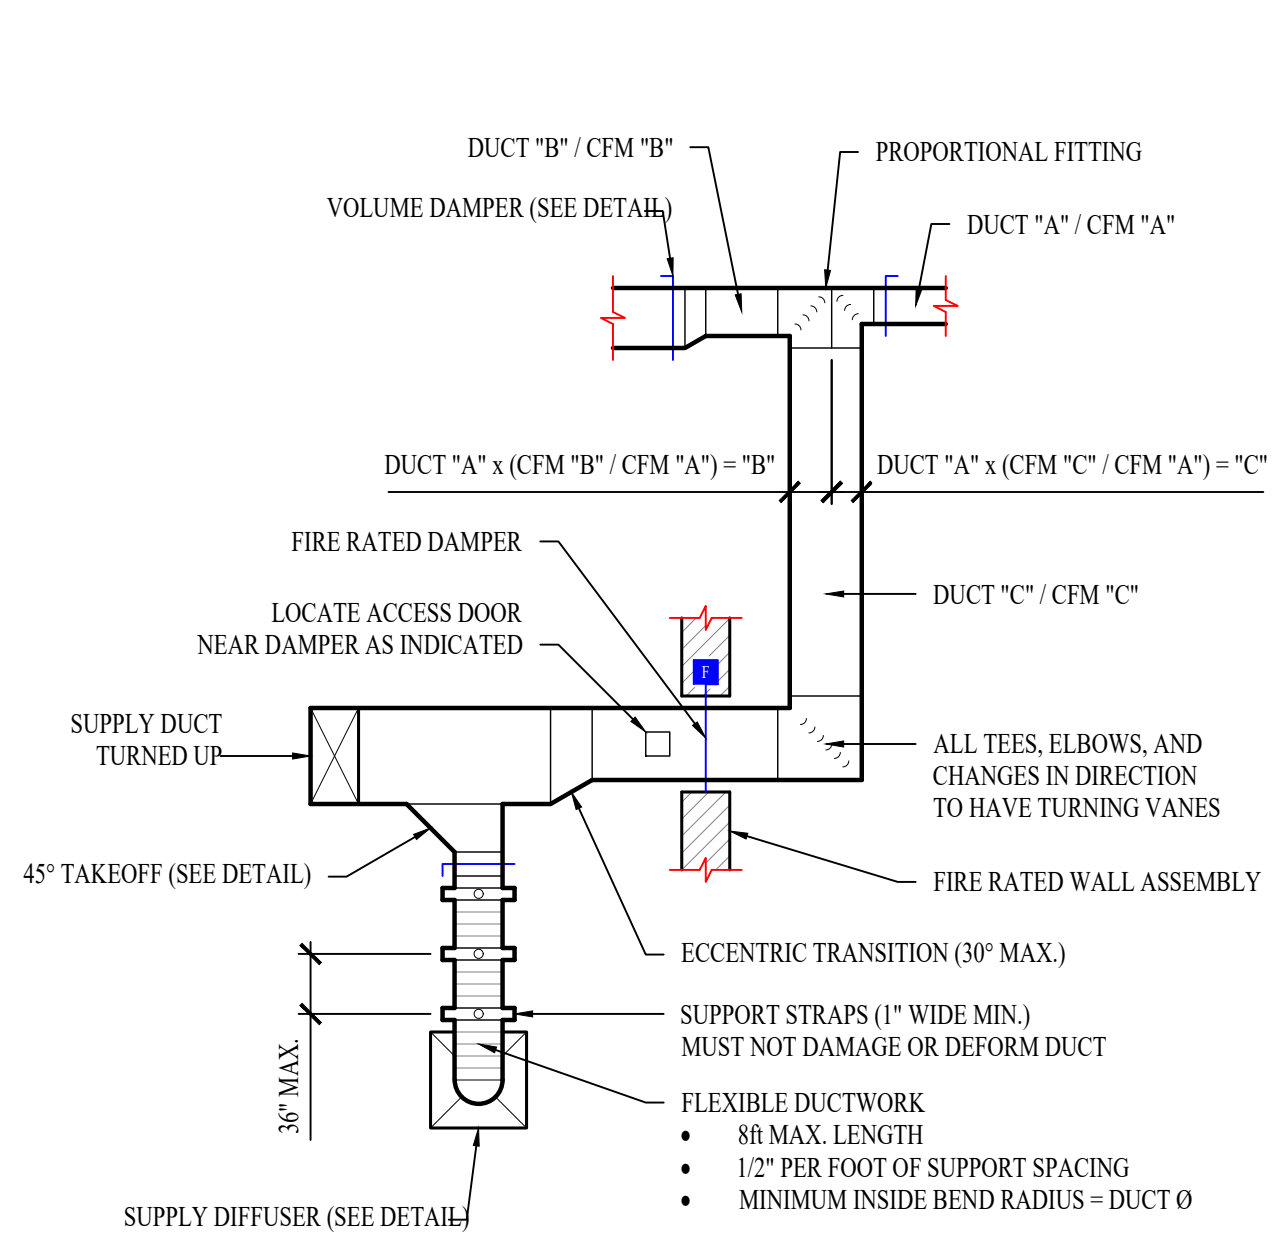 DUCT "B" / CFM "B"
PROPORTIONAL FITTING
VOLUME DAMPER (SEE DETAIL)
DUCT "A" / CFM "A"
DUCT "A" x (CFM "B" / CFM "A") = "B"
DUCT "A" x (CFM "C" / CFM "A") = "C"
FIRE RATED DAMPER
DUCT "C" / CFM "C"
LOCATE ACCESS DOOR
NEAR DAMPER AS INDICATED
F
SUPPLY DUCT
TURNED UP
ALL TEES, ELBOWS, AND
CHANGES IN DIRECTION
TO HAVE TURNING VANES
45° TAKEOFF (SEE DETAIL)
FIRE RATED WALL ASSEMBLY
ECCENTRIC TRANSITION (30° MAX.)
SUPPORT STRAPS (1" WIDE MIN.)
MUST NOT DAMAGE OR DEFORM DUCT
36" MAX.
FLEXIBLE DUCTWORK
• 8ft MAX. LENGTH
• 1/2" PER FOOT OF SUPPORT SPACING
• MINIMUM INSIDE BEND RADIUS = DUCT Ø
SUPPLY DIFFUSER (SEE DETAIL)